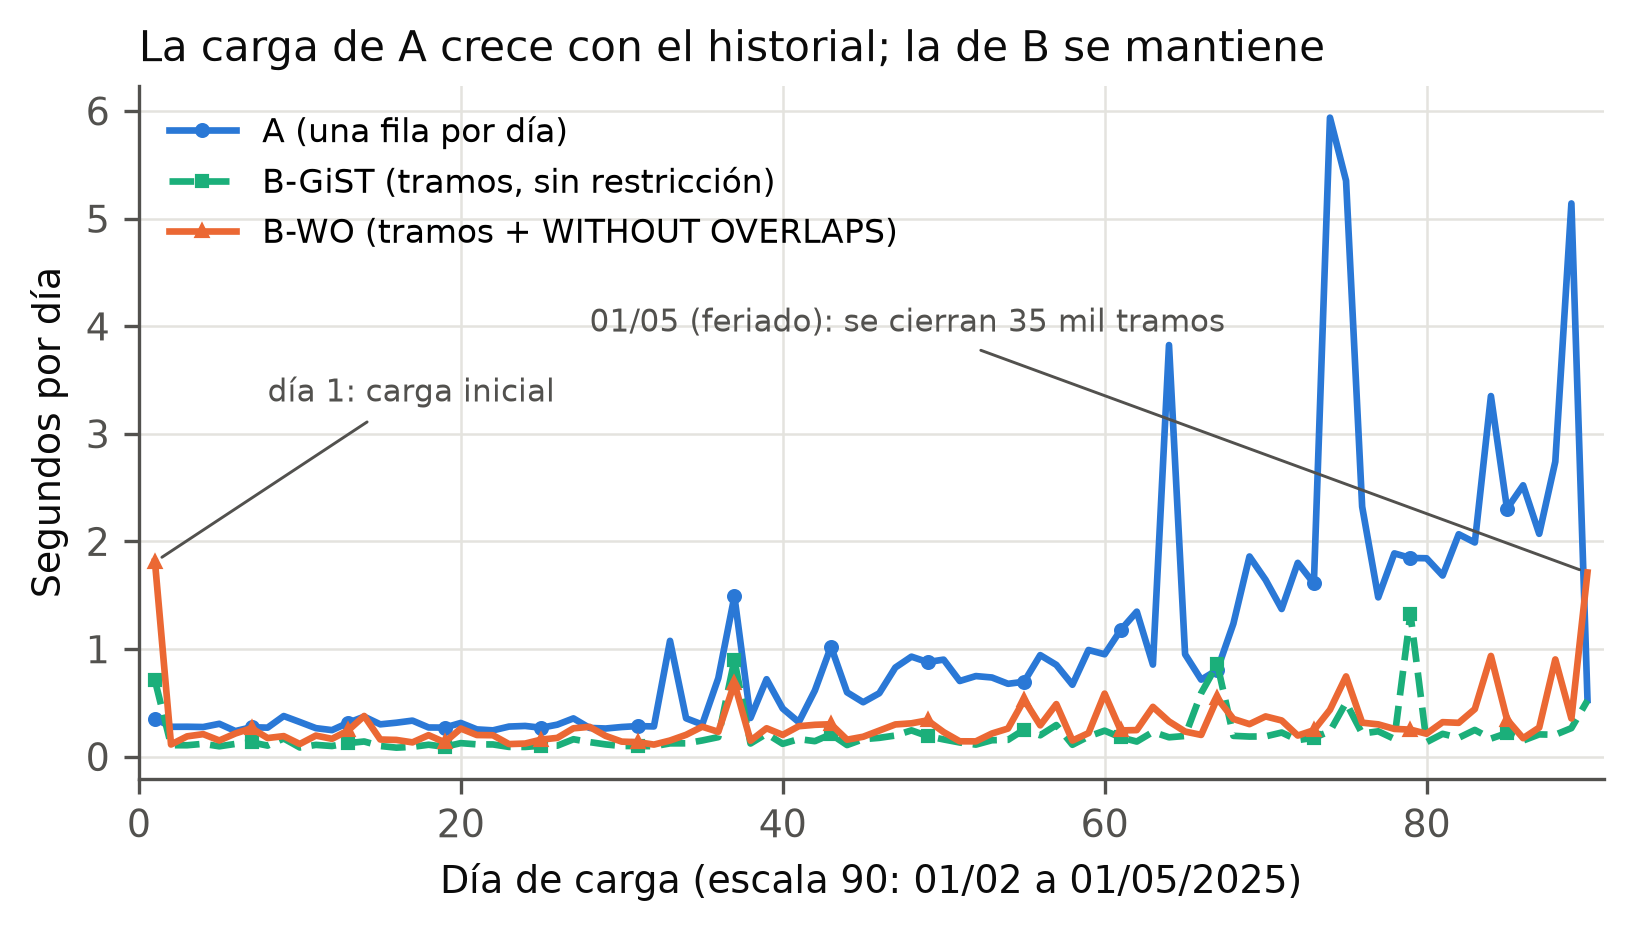 La carga de A crece con el historial; la de B se mantiene
A (una fila por día)
B-GiST (tramos, sin restricción)
B-WO (tramos + WITHOUT OVERLAPS)
01/05 (feriado): se cierran 35 mil tramos
día 1: carga inicial
Segundos por día
6
5
4
3
2
1
0
0 20 40 60 80
Día de carga (escala 90: 01/02 a 01/05/2025)